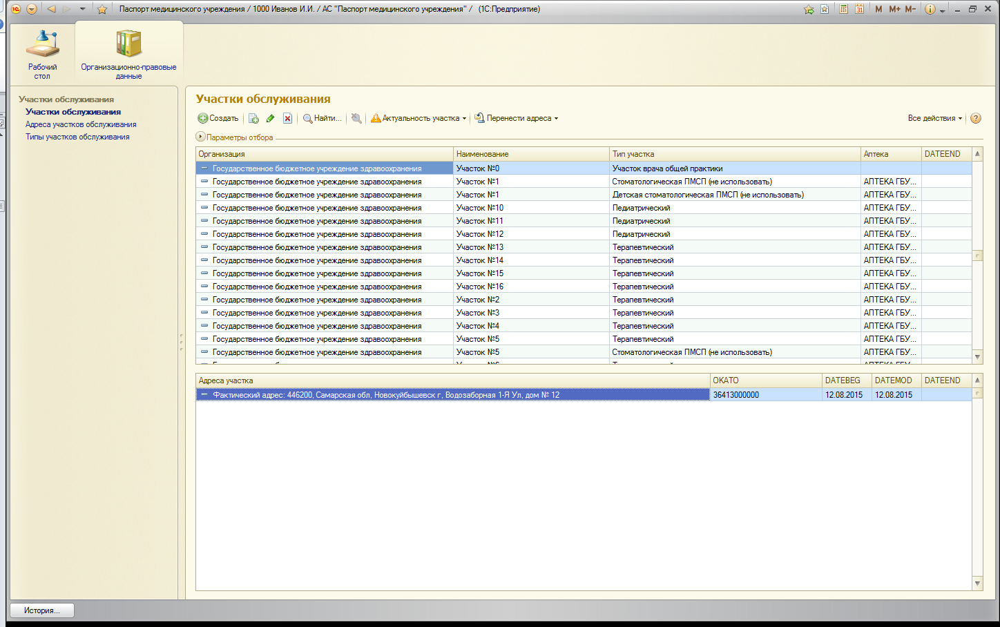 Паспорт медицинского учреждения / 1000 Иванов И.И. / АС "Паспорт медицинского учреждения" / (1С:Предприятие)
M M+ M-
Рабочий
стол
Организационно-правовые
данные
Участки обслуживания
Участки обслуживания
Адреса участков обслуживания
Типы участков обслуживания
Участки обслуживания
Создать Найти... Актуальность участка Перенести адреса Все действия ?
Параметры отбора
Организация Наименование Тип участка Аптека DATEEND
Государственное бюджетное учреждение здравоохранения Участок №0 Участок врача общей практики
Государственное бюджетное учреждение здравоохранения Участок №1 Стоматологическая ПМСП (не использовать) АПТЕКА ГБУ...
Государственное бюджетное учреждение здравоохранения Участок №1 Детская стоматологическая ПМСП (не использовать) АПТЕКА ГБУ...
Государственное бюджетное учреждение здравоохранения Участок №10 Педиатрический АПТЕКА ГБУ...
Государственное бюджетное учреждение здравоохранения Участок №11 Педиатрический АПТЕКА ГБУ...
Государственное бюджетное учреждение здравоохранения Участок №12 Педиатрический АПТЕКА ГБУ...
Государственное бюджетное учреждение здравоохранения Участок №13 Терапевтический АПТЕКА ГБУ...
Государственное бюджетное учреждение здравоохранения Участок №14 Терапевтический АПТЕКА ГБУ...
Государственное бюджетное учреждение здравоохранения Участок №15 Терапевтический АПТЕКА ГБУ...
Государственное бюджетное учреждение здравоохранения Участок №16 Терапевтический АПТЕКА ГБУ...
Государственное бюджетное учреждение здравоохранения Участок №2 Терапевтический АПТЕКА ГБУ...
Государственное бюджетное учреждение здравоохранения Участок №3 Терапевтический АПТЕКА ГБУ...
Государственное бюджетное учреждение здравоохранения Участок №4 Терапевтический АПТЕКА ГБУ...
Государственное бюджетное учреждение здравоохранения Участок №5 Терапевтический АПТЕКА ГБУ...
Государственное бюджетное учреждение здравоохранения Участок №5 Стоматологическая ПМСП (не использовать) АПТЕКА ГБУ...
Адреса участка OKATO DATEBEG DATEMOD DATEEND
Фактический адрес: 446200, Самарская обл, Новокуйбышевск г, Водозаборная 1-Я Ул, дом № 12 36413000000 12.08.2015 12.08.2015
История...